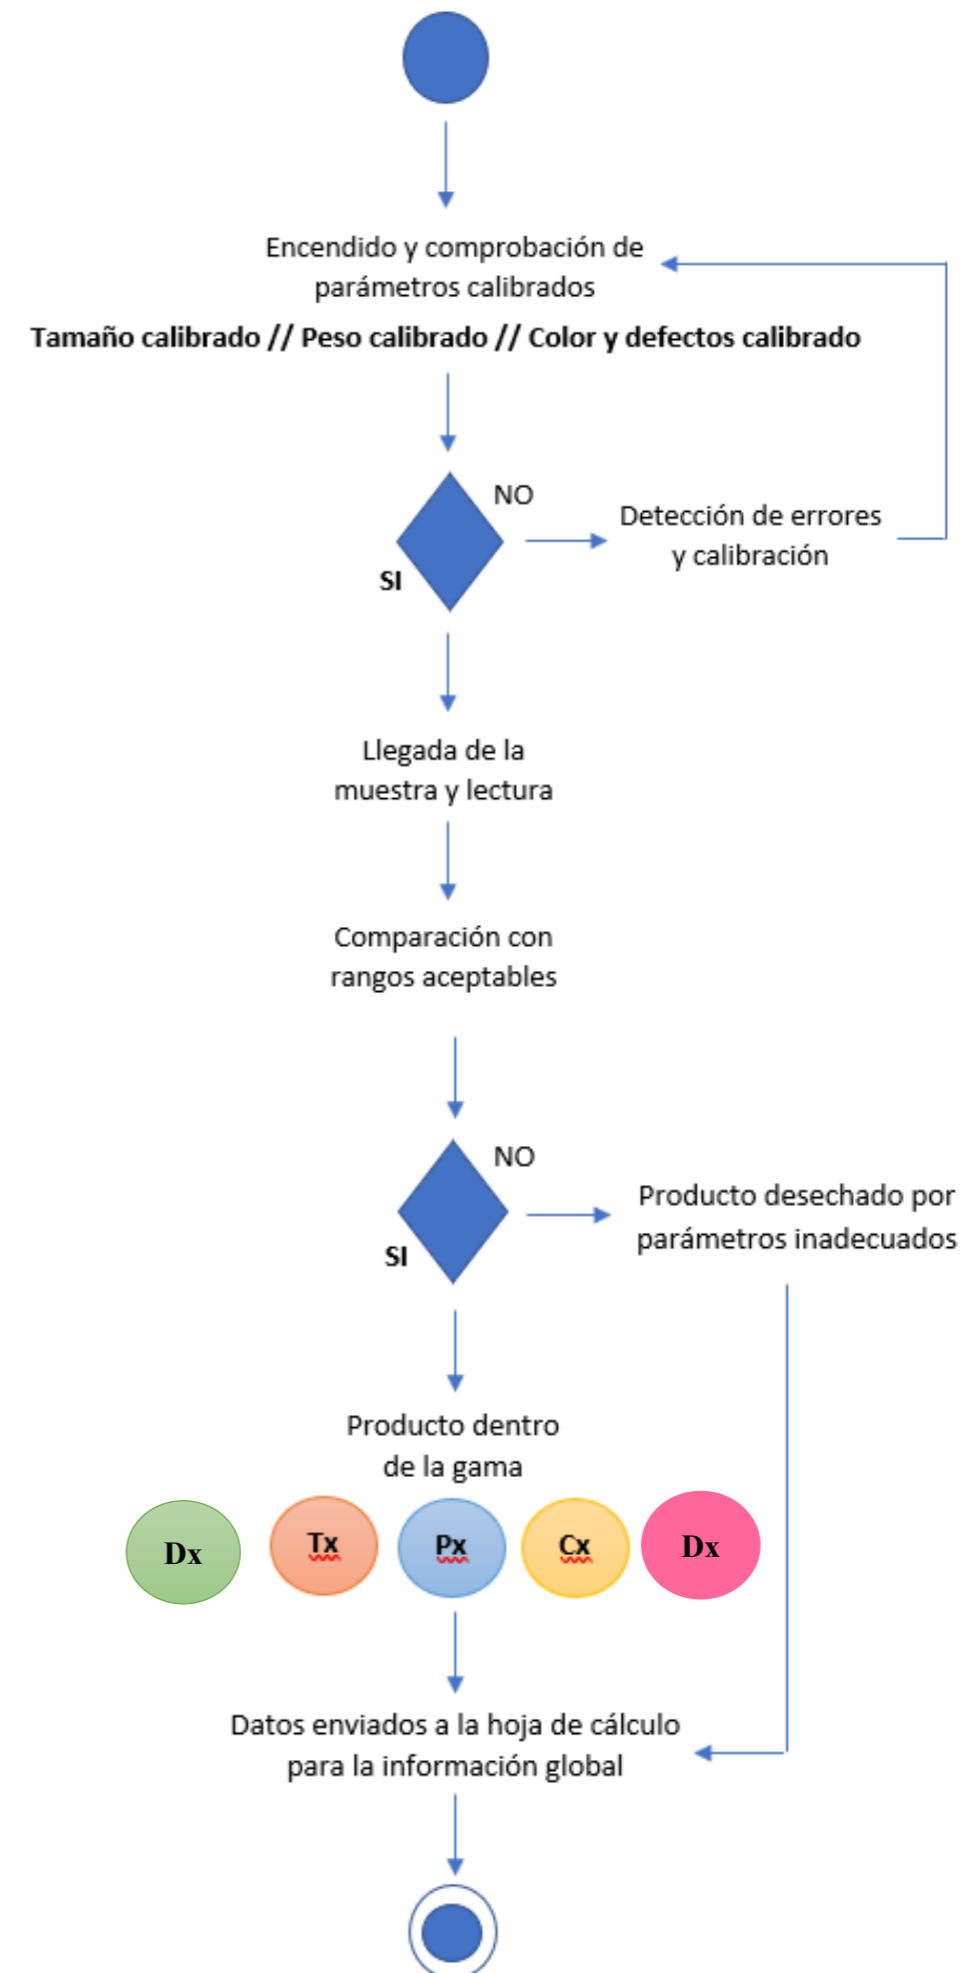 Encendido y comprobación de
parámetros calibrados
Tamaño calibrado // Peso calibrado // Color y defectos calibrado
NO
Detección de errores
y calibración
SI
Llegada de la
muestra y lectura
Comparación con
rangos aceptables
NO
Producto desechado por
parámetros inadecuados
SI
Producto dentro
de la gama
Dx
Tx
Px
Cx
Dx
Datos enviados a la hoja de cálculo
para la información global